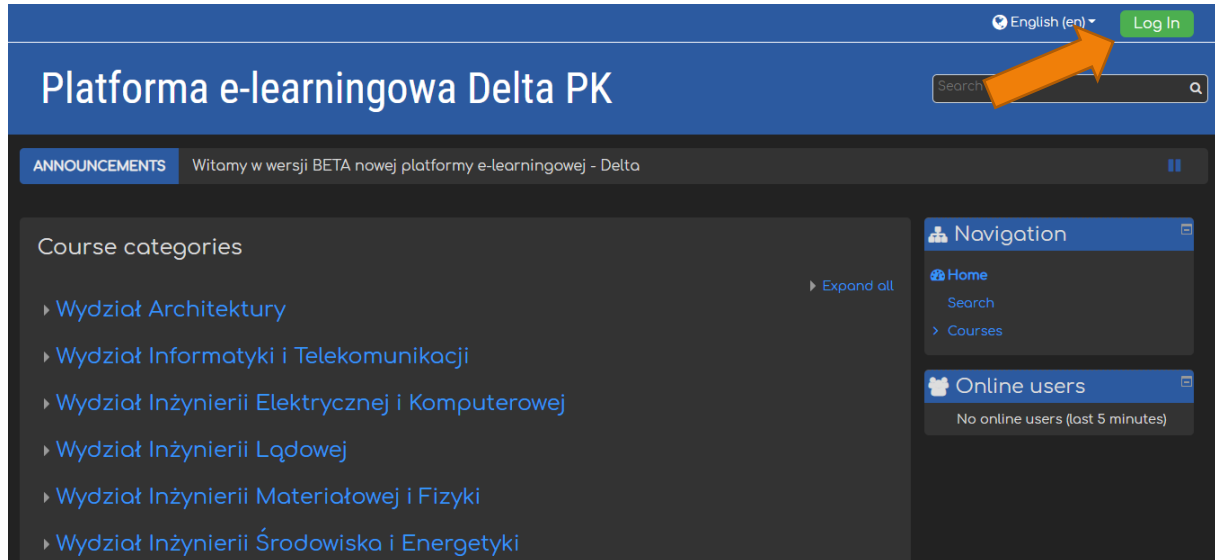 English (en)
Log In
Platforma e-learningowa Delta PK
Search
ANNOUNCEMENTS Witamy w wersji BETA nowej platformy e-learningowej - Delta
Course categories
Expand all
Wydział Architektury
Wydział Informatyki i Telekomunikacji
Wydział Inżynierii Elektrycznej i Komputerowej
Wydział Inżynierii Lądowej
Wydział Inżynierii Materiałowej i Fizyki
Wydział Inżynierii Środowiska i Energetyki
Navigation
Home
Search
Courses
Online users
No online users (last 5 minutes)